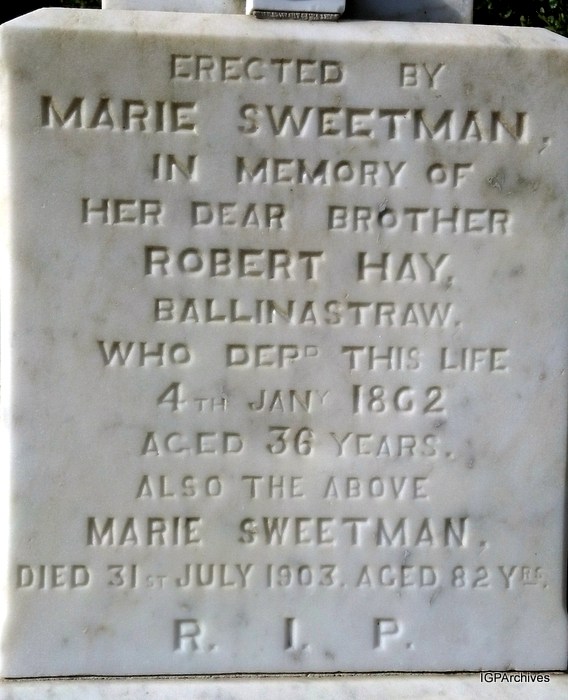 ERECTED BY
MARIE SWEETMAN,
IN MEMORY OF
HER DEAR BROTHER
ROBERT HAY,
BALLINASTRAW.
WHO DEPD THIS LIFE
4TH JANY 1862
AGED 36 YEARS.
ALSO THE ABOVE
MARIE SWEETMAN.
DIED 31ST JULY 1903. AGED 82 YRS.
R. I. P.
IGPArchives